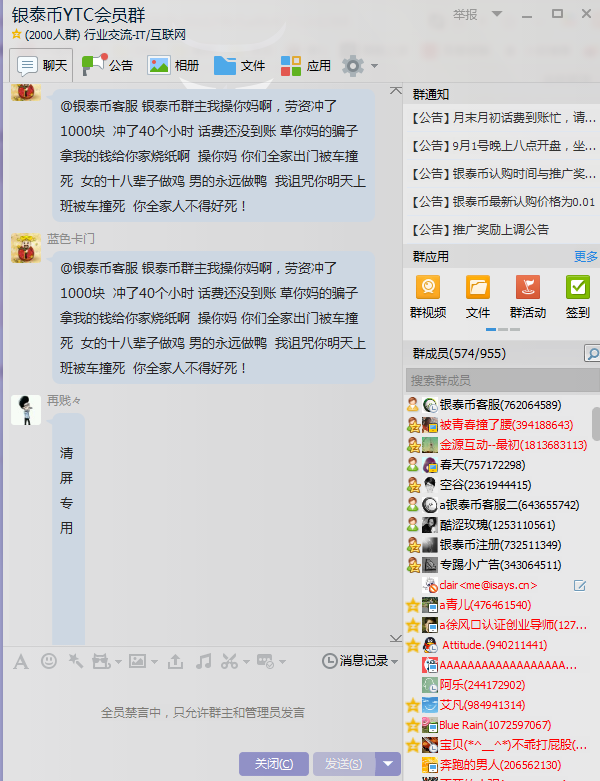 银泰币YTC会员群
举报
(2000人群) 行业交流-IT/互联网
聊天 公告 相册 文件 应用
@银泰币客服 银泰币群主我操你妈啊，劳资冲了
1000块 冲了40个小时 话费还没到账 草你妈的骗子
拿我的钱给你家烧纸啊 操你妈 你们全家出门被车撞
死 女的十八辈子做鸡 男的永远做鸭 我诅咒你明天上
班被车撞死 你全家人不得好死！
蓝色卡门
@银泰币客服 银泰币群主我操你妈啊，劳资冲了
1000块 冲了40个小时 话费还没到账 草你妈的骗子
拿我的钱给你家烧纸啊 操你妈 你们全家出门被车撞
死 女的十八辈子做鸡 男的永远做鸭 我诅咒你明天上
班被车撞死 你全家人不得好死！
再贱々
清
屏
专
用
消息记录
全员禁言中，只允许群主和管理员发言
关闭(C) 发送(S)
群通知
【公告】月末月初话费到账忙，请...
【公告】9月1号晚上八点开盘，坐...
【公告】银泰币认购时间与推广奖...
【公告】银泰币最新认购价格为0.01
【公告】推广奖励上调公告
群应用 更多
群视频 文件 群活动 签到
群成员(574/955)
搜索群成员
银泰币客服(762064589)
被青春撞了腰(394188643)
金源互动--最初(1813683113)
春天(757172298)
空谷(2361944415)
a银泰币客服二(643655742)
酷涩玫瑰(1253110561)
银泰币注册(732511349)
专踢小广告(343064511)
clair<me@isays.cn>
a青儿(476461540)
a徐风口认证创业导师(127...
Attitude.(940211441)
AAAAAAAAAAAAAAAAAA...
阿乐(244172902)
艾凡(984941314)
Blue Rain(1072597067)
宝贝(*^__^*)不乖打屁股(...
奔跑的男人(206562130)